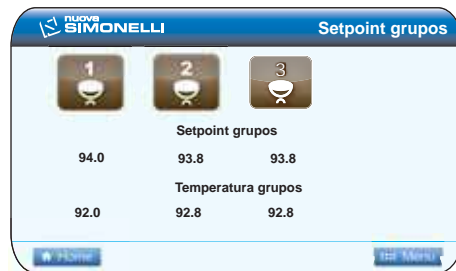 nuova
SIMONELLI
Setpoint grupos
1 2 3
Setpoint grupos
94.0 93.8 93.8
Temperatura grupos
92.0 92.8 92.8
Home Menu